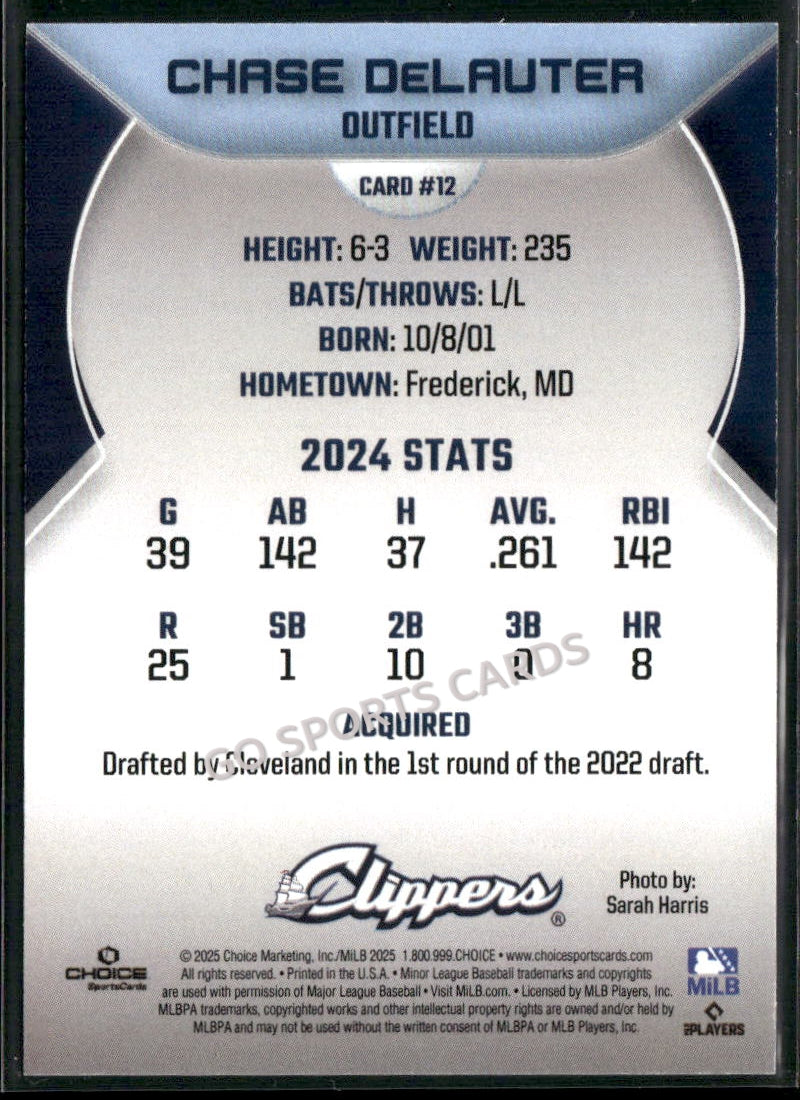 CHASE DeLAUTER
OUTFIELD
CARD #12
HEIGHT: 6-3 WEIGHT: 235
BATS/THROWS: L/L
BORN: 10/8/01
HOMETOWN: Frederick, MD
2024 STATS
G AB H AVG. RBI
39 142 37 .261 142
R SB 2B 3B HR
25 1 10 0 8
GO SPORTS CARDS
ACQUIRED
Drafted by Cleveland in the 1st round of the 2022 draft.
Clippers ®
Photo by:
Sarah Harris
CHOICE
SportsCards
© 2025 Choice Marketing, Inc./MiLB 2025 1.800.999.CHOICE • www.choicesportscards.com
All rights reserved. • Printed in the U.S.A. • Minor League Baseball trademarks and copyrights
are used with permission of Major League Baseball • Visit MiLB.com. • Licensed by MLB Players, Inc.
MLBPA trademarks, copyrighted works and other intellectual property rights are owned and/or held by
MLBPA and may not be used without the written consent of MLBPA or MLB Players, Inc.
MiLB
PLAYERS